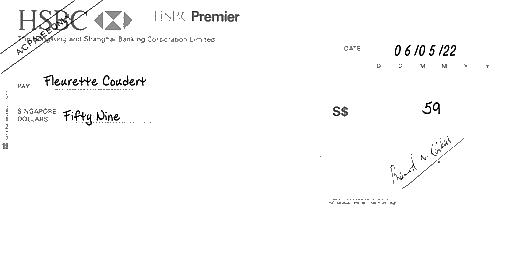 HSBC HSBC Premier
The Hongkong and Shanghai Banking Corporation Limited
A/C PAYEE ONLY
DATE 06/05/22
D D M M Y Y
PAY Fleurette Coudert
SINGAPORE DOLLARS Fifty Nine
S$ 59